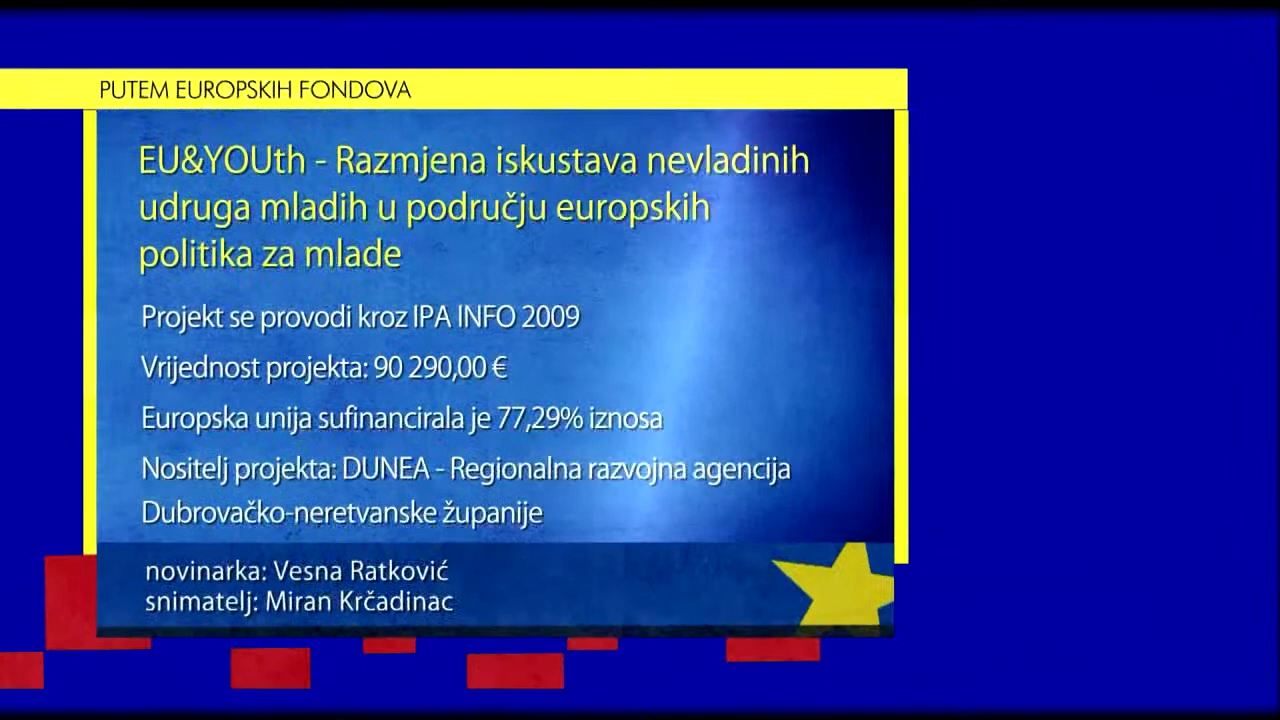 PUTEM EUROPSKIH FONDOVA
EU&YOUth - Razmjena iskustava nevladinih
udruga mladih u području europskih
politika za mlade
Projekt se provodi kroz IPA INFO 2009
Vrijednost projekta: 90 290,00 €
Europska unija sufinancirala je 77,29% iznosa
Nositelj projekta: DUNEA - Regionalna razvojna agencija
Dubrovačko-neretvanske županije
novinarka: Vesna Ratković
snimatelj: Miran Krčadinac